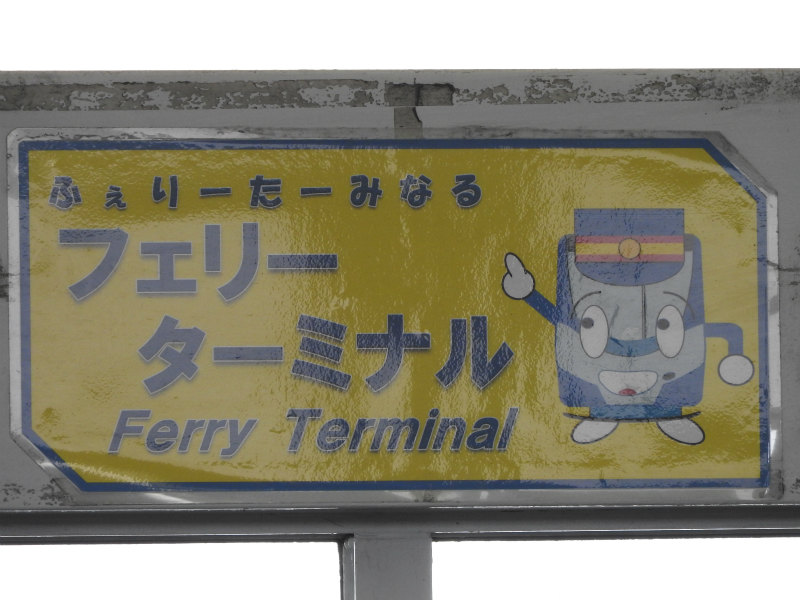 ふぇりーたーみなる
フェリー
ターミナル
Ferry Terminal